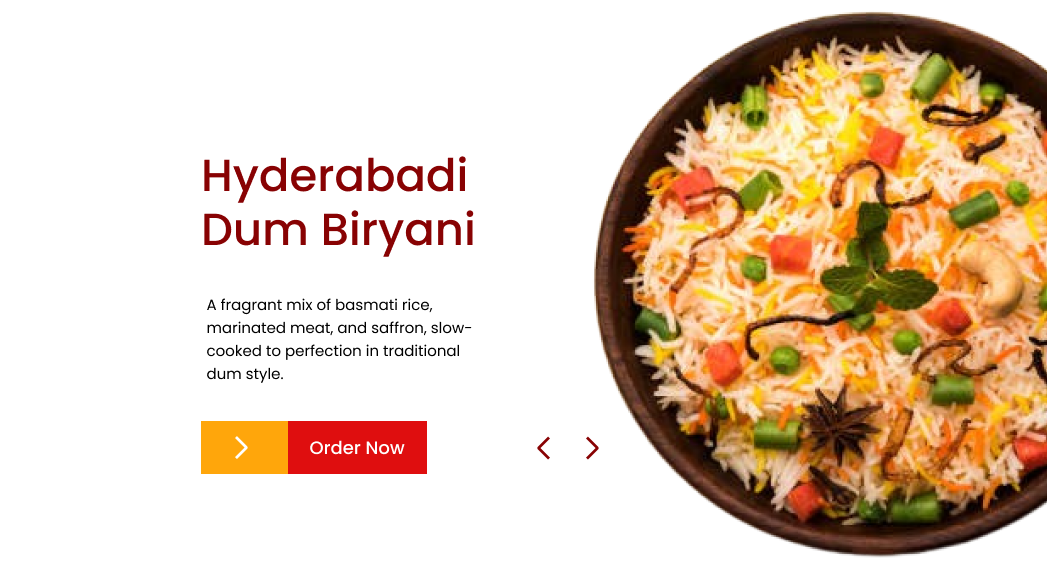 Hyderabadi
Dum Biryani
A fragrant mix of basmati rice,
marinated meat, and saffron, slow-
cooked to perfection in traditional
dum style.
Order Now